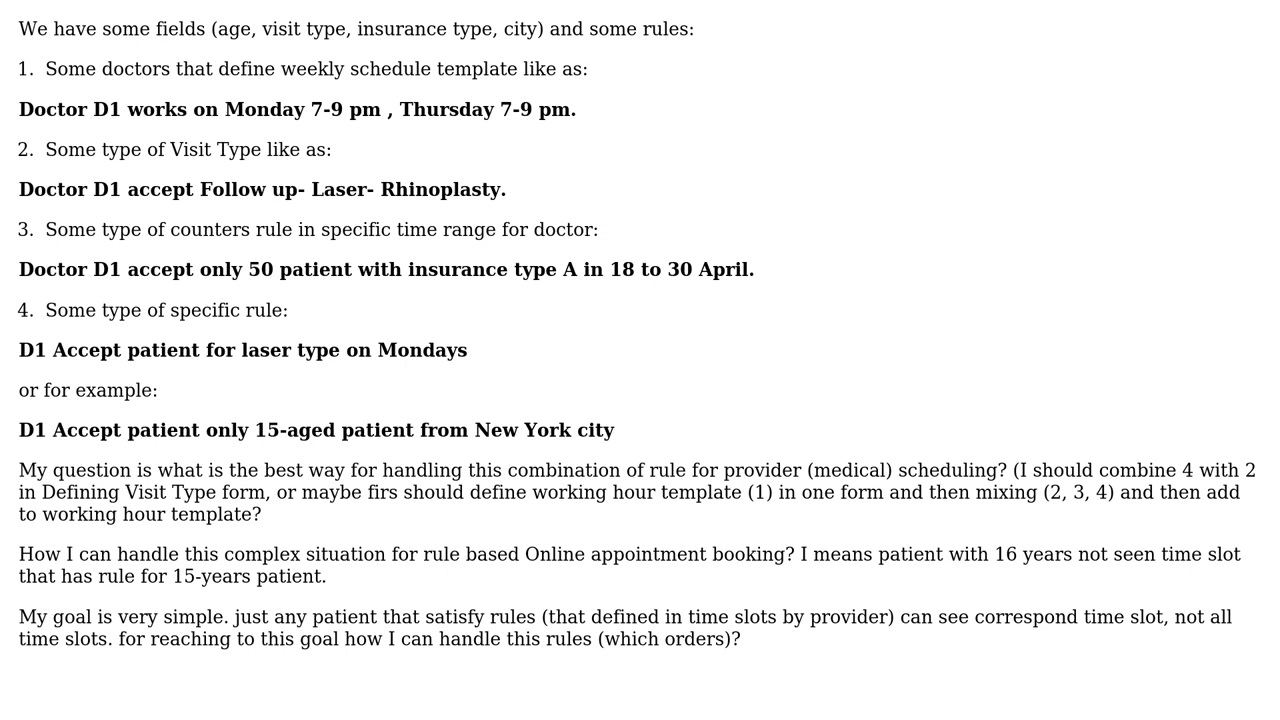 We have some fields (age, visit type, insurance type, city) and some rules:
1. Some doctors that define weekly schedule template like as:
Doctor D1 works on Monday 7-9 pm , Thursday 7-9 pm.
2. Some type of Visit Type like as:
Doctor D1 accept Follow up- Laser- Rhinoplasty.
3. Some type of counters rule in specific time range for doctor:
Doctor D1 accept only 50 patient with insurance type A in 18 to 30 April.
4. Some type of specific rule:
D1 Accept patient for laser type on Mondays
or for example:
D1 Accept patient only 15-aged patient from New York city
My question is what is the best way for handling this combination of rule for provider (medical) scheduling? (I should combine 4 with 2
in Defining Visit Type form, or maybe firs should define working hour template (1) in one form and then mixing (2, 3, 4) and then add
to working hour template?
How I can handle this complex situation for rule based Online appointment booking? I means patient with 16 years not seen time slot
that has rule for 15-years patient.
My goal is very simple. just any patient that satisfy rules (that defined in time slots by provider) can see correspond time slot, not all
time slots. for reaching to this goal how I can handle this rules (which orders)?